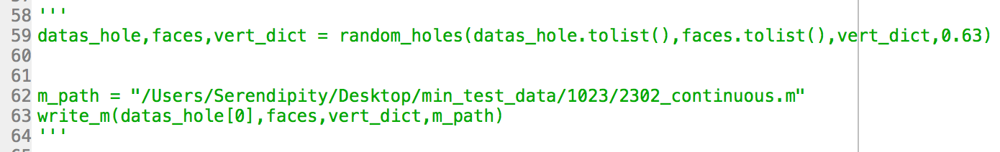 58 '''
59 datas_hole,faces,vert_dict = random_holes(datas_hole.tolist(),faces.tolist(),vert_dict,0.63)
60
61
62 m_path = "/Users/Serendipity/Desktop/min_test_data/1023/2302_continuous.m"
63 write_m(datas_hole[0],faces,vert_dict,m_path)
64 '''